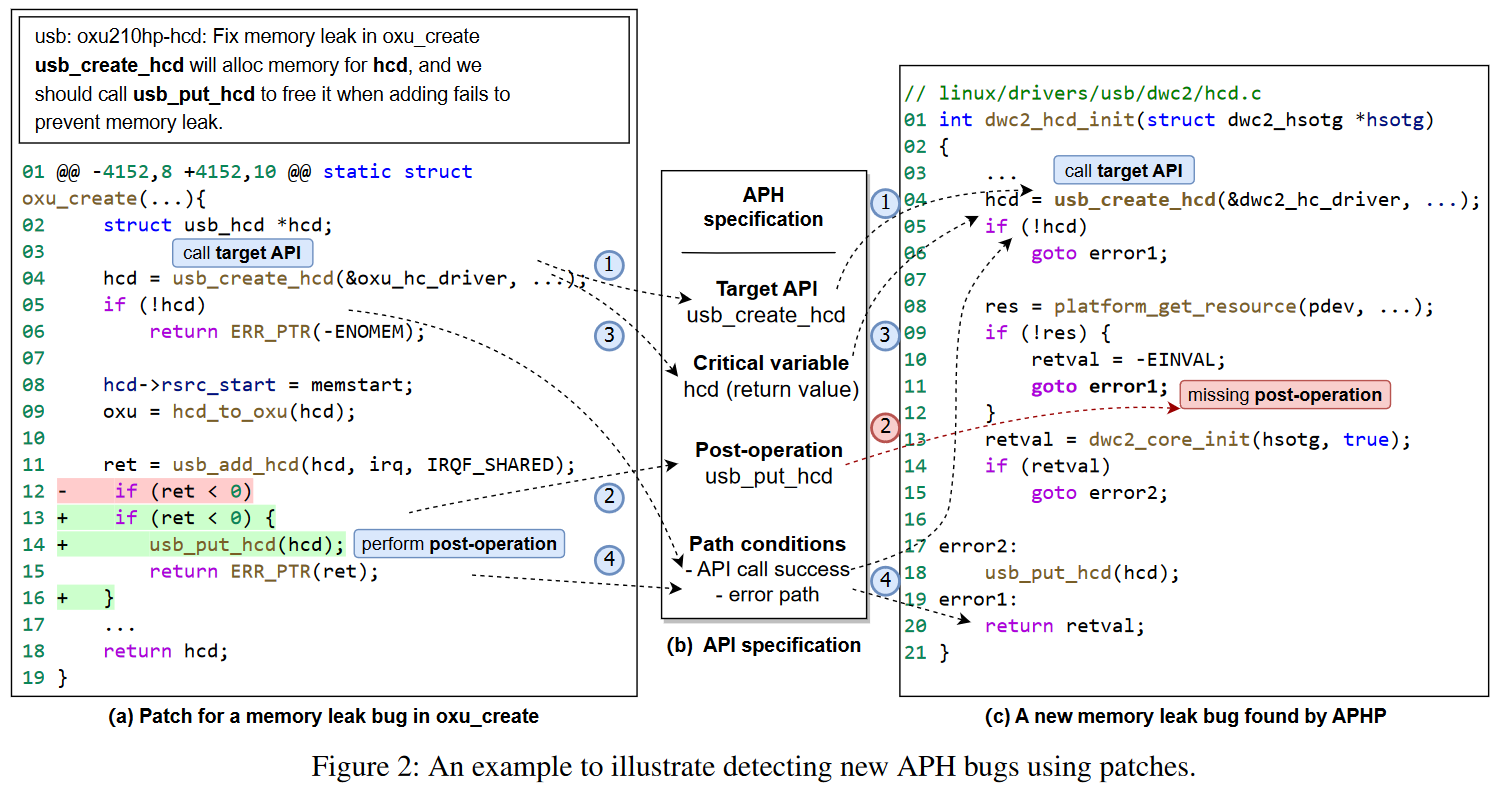 usb: oxu210hp-hcd: Fix memory leak in oxu_create
usb_create_hcd will alloc memory for hcd, and we
should call usb_put_hcd to free it when adding fails to
prevent memory leak.
01 @@ -4152,8 +4152,10 @@ static struct
oxu_create(...){
02 struct usb_hcd *hcd;
03
call target API
04 hcd = usb_create_hcd(&oxu_hc_driver, ...);
05 if (!hcd)
06 return ERR_PTR(-ENOMEM);
07
08 hcd->rsrc_start = memstart;
09 oxu = hcd_to_oxu(hcd);
10
11 ret = usb_add_hcd(hcd, irq, IRQF_SHARED);
12 - if (ret < 0)
13 + if (ret < 0) {
14 + usb_put_hcd(hcd); perform post-operation
15 return ERR_PTR(ret);
16 + }
17 ...
18 return hcd;
19 }
(a) Patch for a memory leak bug in oxu_create
1
3
2
4
APH
specification
Target API
usb_create_hcd
Critical variable
hcd (return value)
Post-operation
usb_put_hcd
Path conditions
- API call success
- error path
(b) API specification
1
3
2
4
// linux/drivers/usb/dwc2/hcd.c
01 int dwc2_hcd_init(struct dwc2_hsotg *hsotg)
02 {
03 ...
call target API
04 hcd = usb_create_hcd(&dwc2_hc_driver, ...);
05 if (!hcd)
06 goto error1;
07
08 res = platform_get_resource(pdev, ...);
09 if (!res) {
10 retval = -EINVAL;
11 goto error1; missing post-operation
12 }
13 retval = dwc2_core_init(hsotg, true);
14 if (retval)
15 goto error2;
16
17 error2:
18 usb_put_hcd(hcd);
19 error1:
20 return retval;
21 }
(c) A new memory leak bug found by APHP
Figure 2: An example to illustrate detecting new APH bugs using patches.